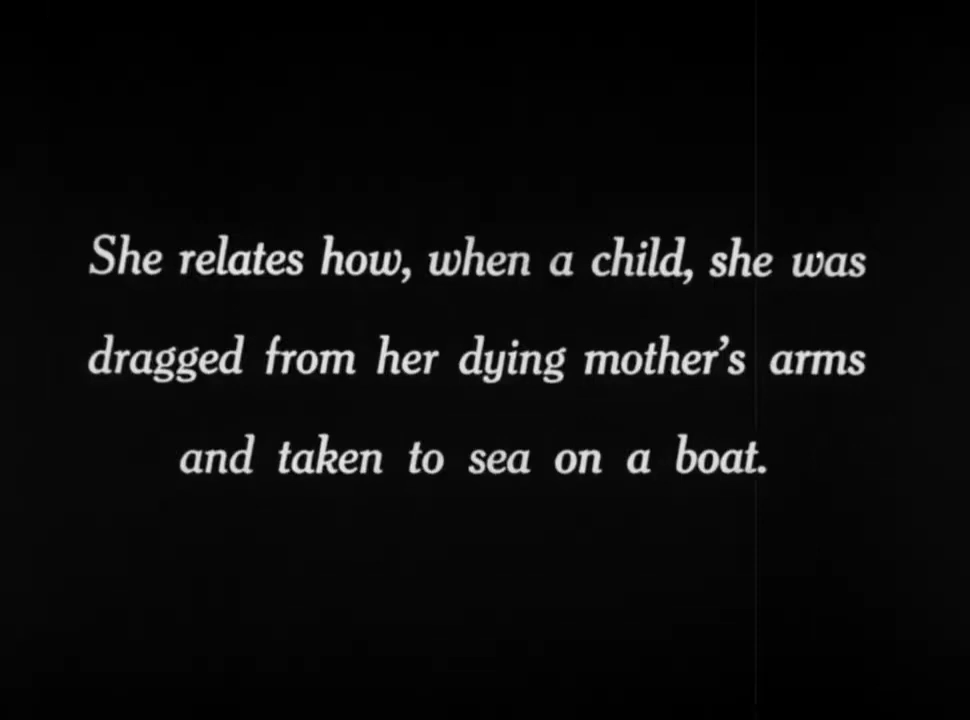 She relates how, when a child, she was
dragged from her dying mother's arms
and taken to sea on a boat.